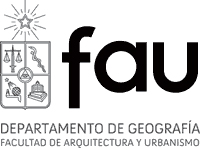 fau
DEPARTAMENTO DE GEOGRAFÍA
FACULTAD DE ARQUITECTURA Y URBANISMO